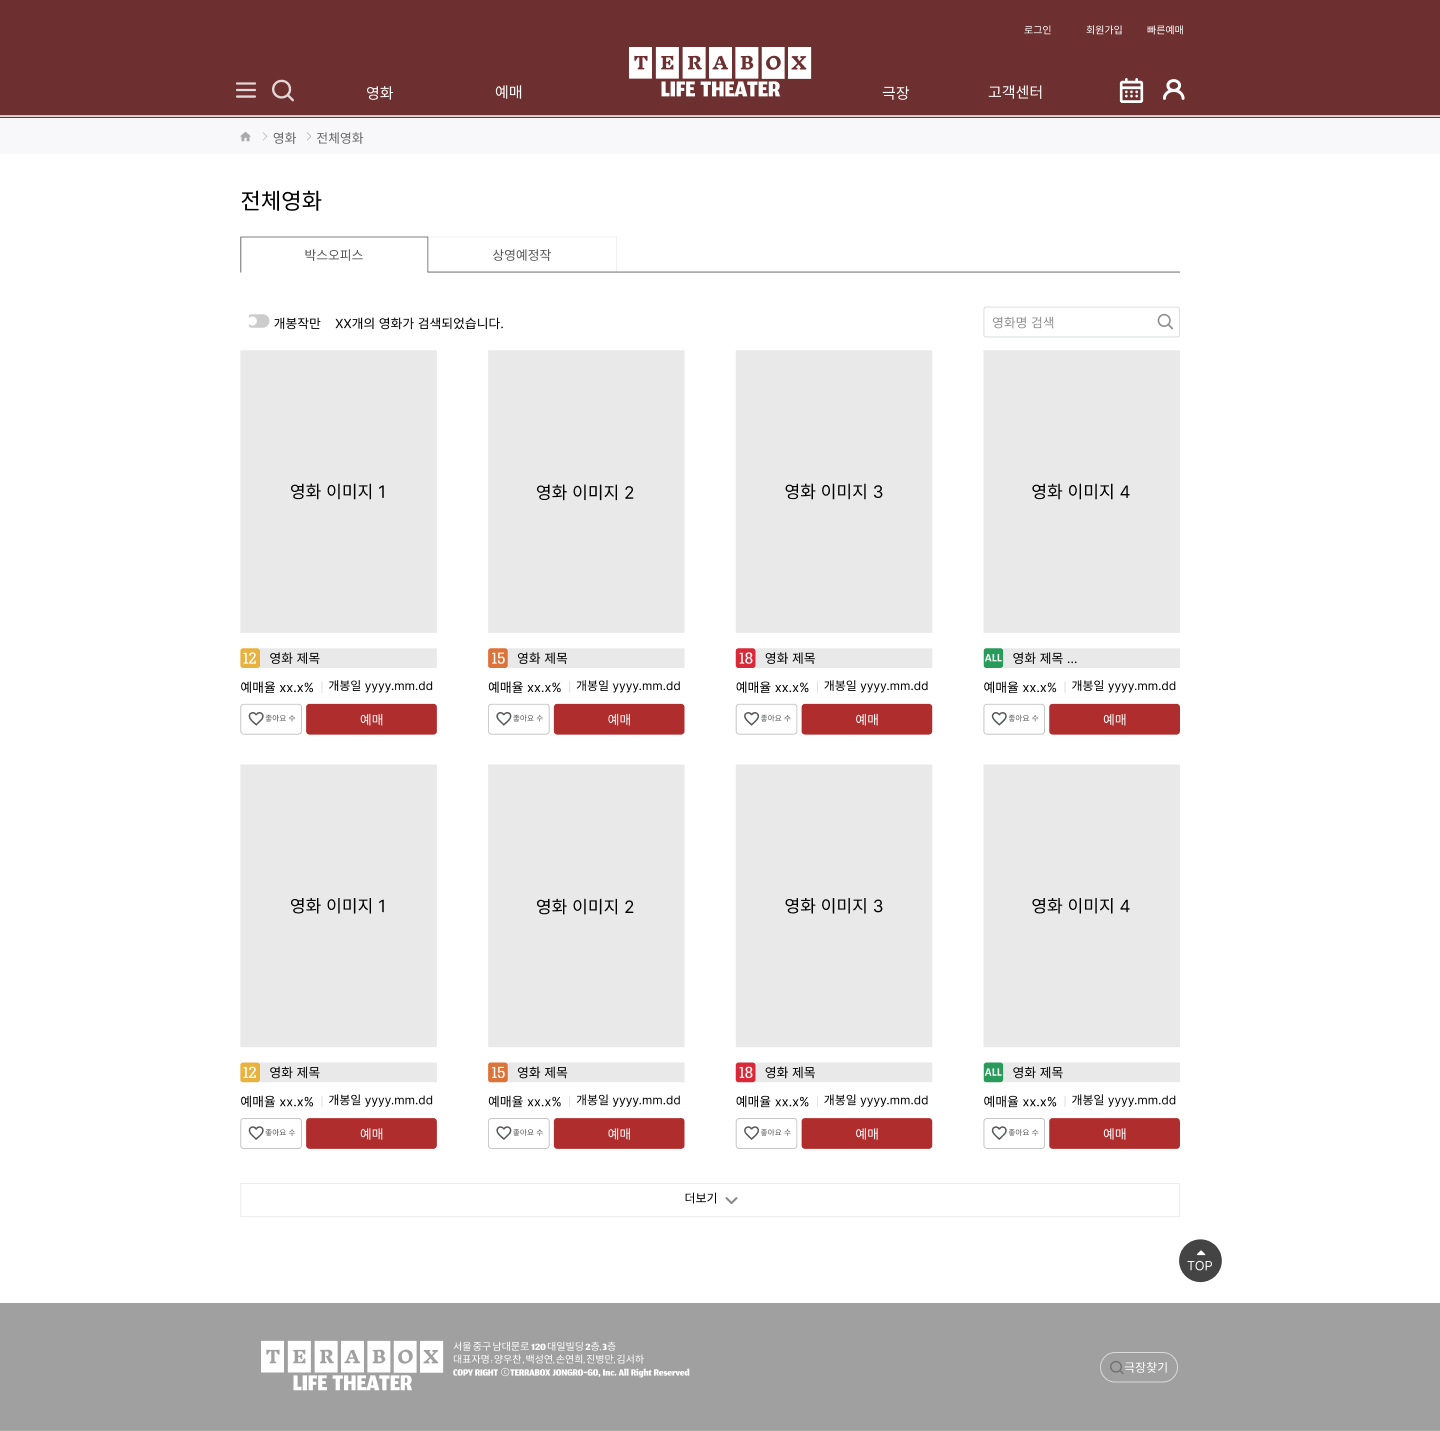 로그인 회원가입 빠른예매
TERABOX
LIFE THEATER
영화 예매 극장 고객센터
영화 전체영화
전체영화
박스오피스 상영예정작
개봉작만 XX개의 영화가 검색되었습니다. 영화명 검색
영화 이미지 1 영화 이미지 2 영화 이미지 3 영화 이미지 4
12 영화 제목 15 영화 제목 18 영화 제목 ALL 영화 제목 ...
예매율 xx.x% 개봉일 yyyy.mm.dd 예매율 xx.x% 개봉일 yyyy.mm.dd 예매율 xx.x% 개봉일 yyyy.mm.dd 예매율 xx.x% 개봉일 yyyy.mm.dd
좋아요 수 예매 좋아요 수 예매 좋아요 수 예매 좋아요 수 예매
영화 이미지 1 영화 이미지 2 영화 이미지 3 영화 이미지 4
12 영화 제목 15 영화 제목 18 영화 제목 ALL 영화 제목
예매율 xx.x% 개봉일 yyyy.mm.dd 예매율 xx.x% 개봉일 yyyy.mm.dd 예매율 xx.x% 개봉일 yyyy.mm.dd 예매율 xx.x% 개봉일 yyyy.mm.dd
좋아요 수 예매 좋아요 수 예매 좋아요 수 예매 좋아요 수 예매
더보기
TOP
TERABOX
LIFE THEATER
서울 중구 남대문로 120 대일빌딩 2층, 3층
대표자명: 양우찬, 백성연, 손연희, 진병만, 김서하
COPY RIGHT ⓒTERRABOX JONGRO-GO, Inc. All Right Reserved
극장찾기